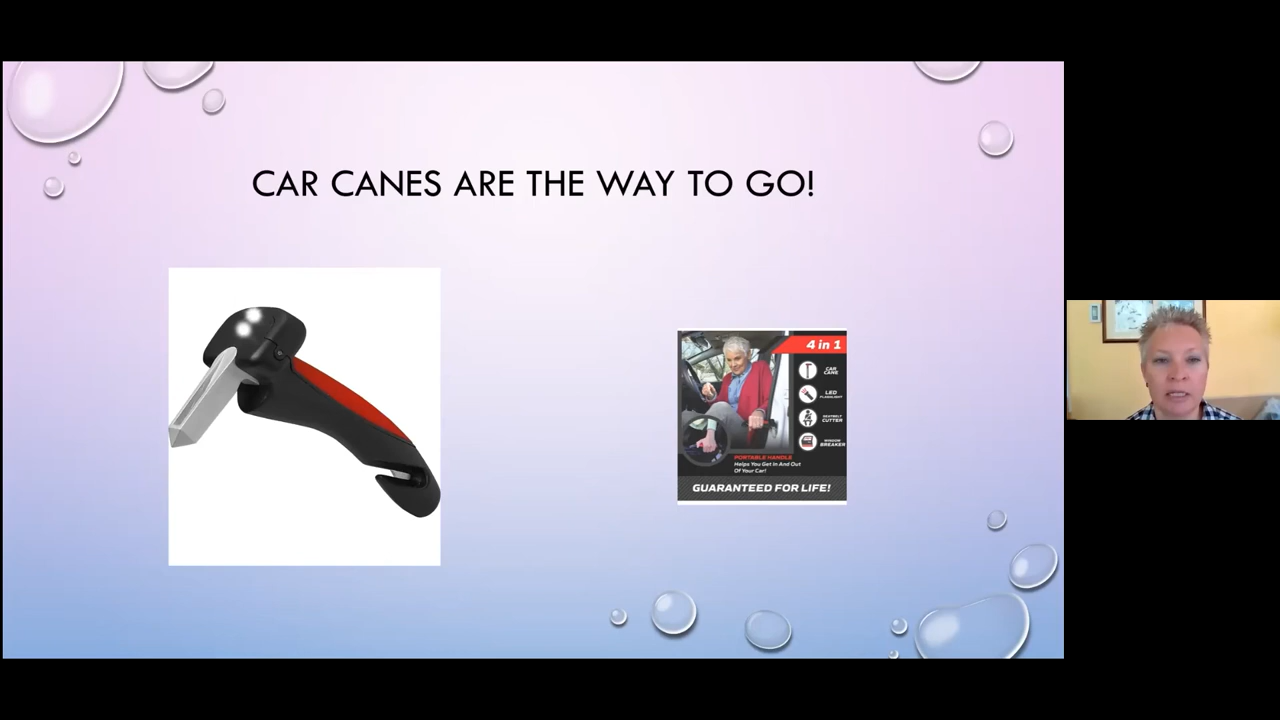 CAR CANES ARE THE WAY TO GO!
4 in 1
CAR
CANE
LED
FLASHLIGHT
SEATBELT
CUTTER
WINDOW
BREAKER
PORTABLE HANDLE
Helps You Get In And Out
Of Your Car!
GUARANTEED FOR LIFE!